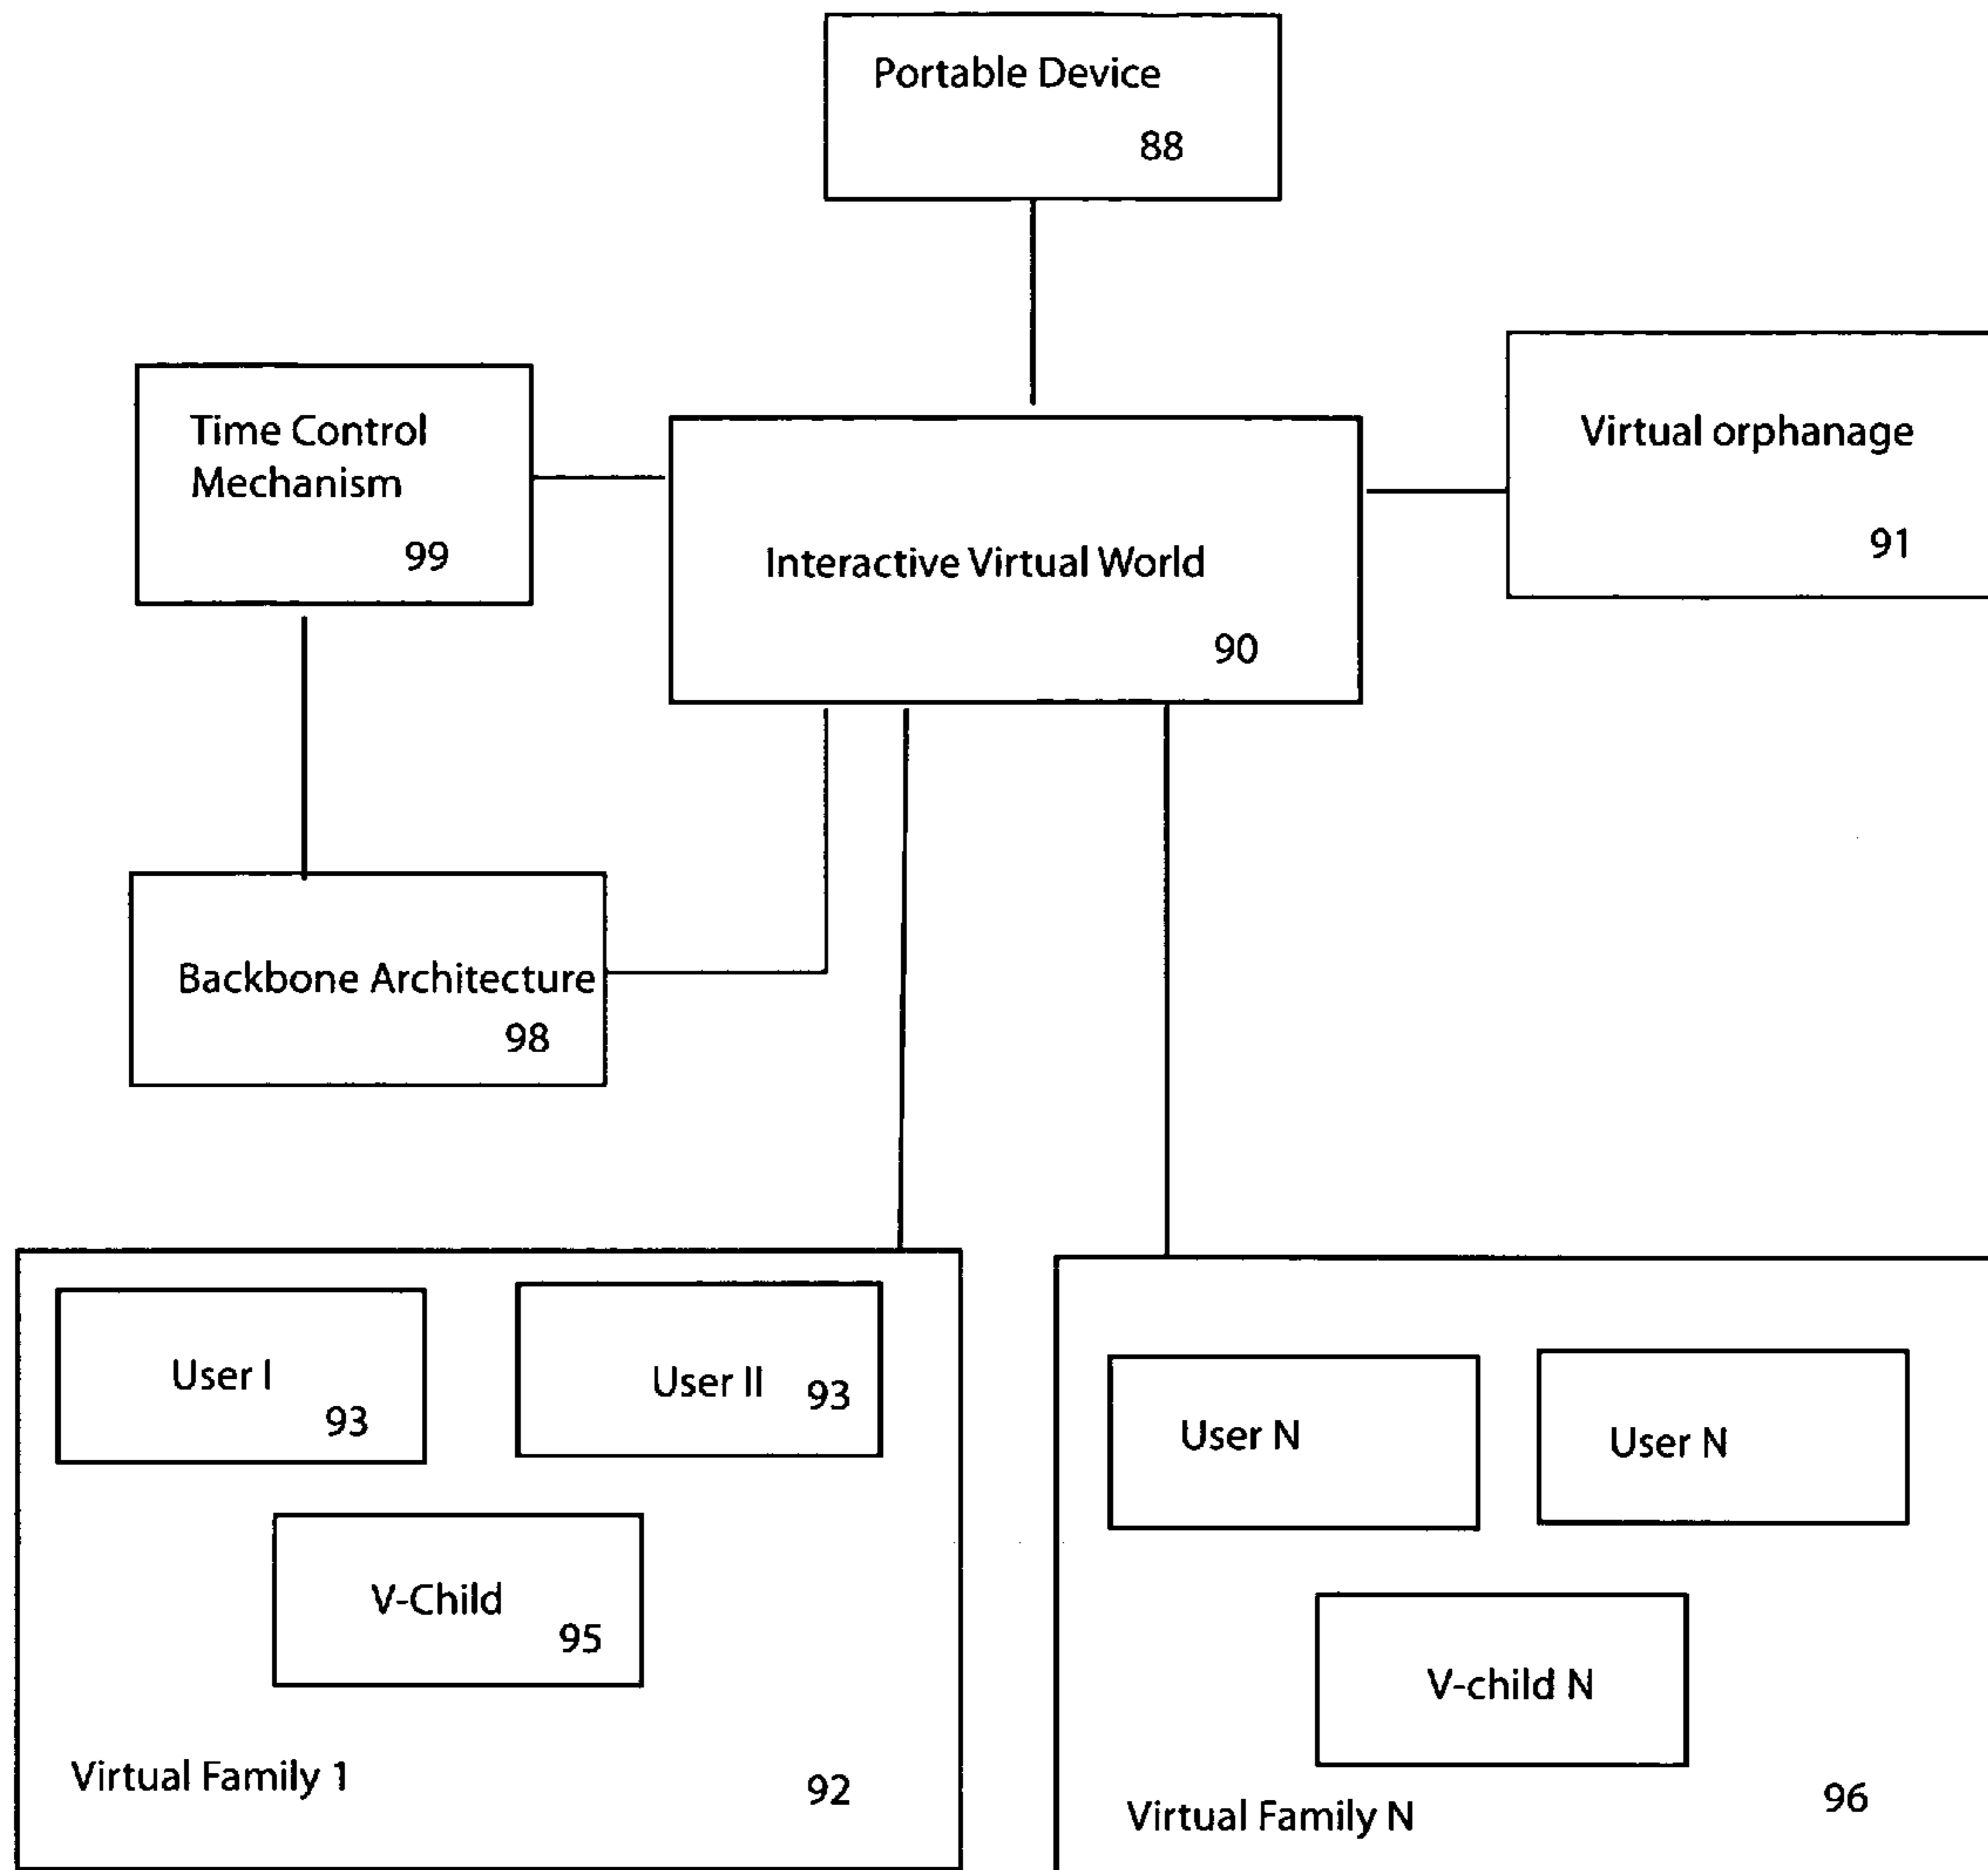 Portable Device
88
Time Control
Mechanism
99
Interactive Virtual World
90
Virtual orphanage
91
Backbone Architecture
98
User I
93
User II 93
V-Child
95
Virtual Family 1
92
User N
User N
V-child N
Virtual Family N
96